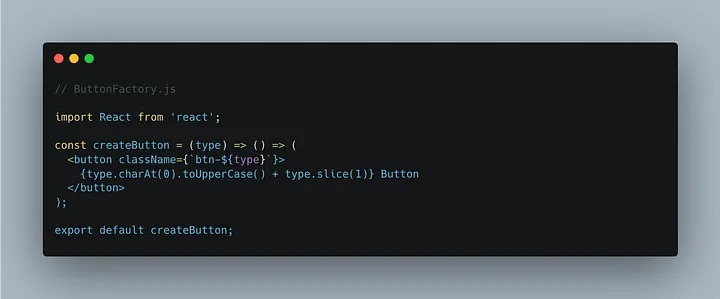 // ButtonFactory.js
import React from 'react';
const createButton = (type) => () => (
<button className={`btn-${type}`}>
{type.charAt(0).toUpperCase() + type.slice(1)} Button
</button>
);
export default createButton;